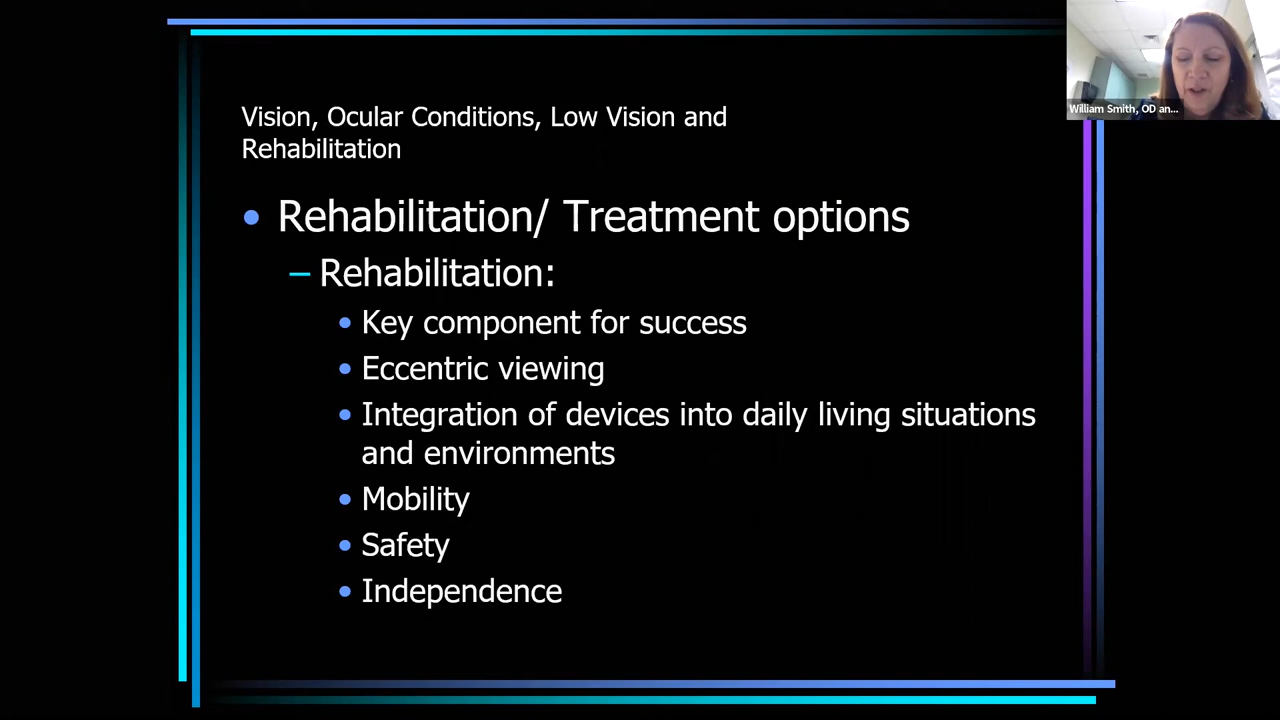 Vision, Ocular Conditions, Low Vision and
Rehabilitation
• Rehabilitation/ Treatment options
– Rehabilitation:
• Key component for success
• Eccentric viewing
• Integration of devices into daily living situations
and environments
• Mobility
• Safety
• Independence
William Smith, OD an...